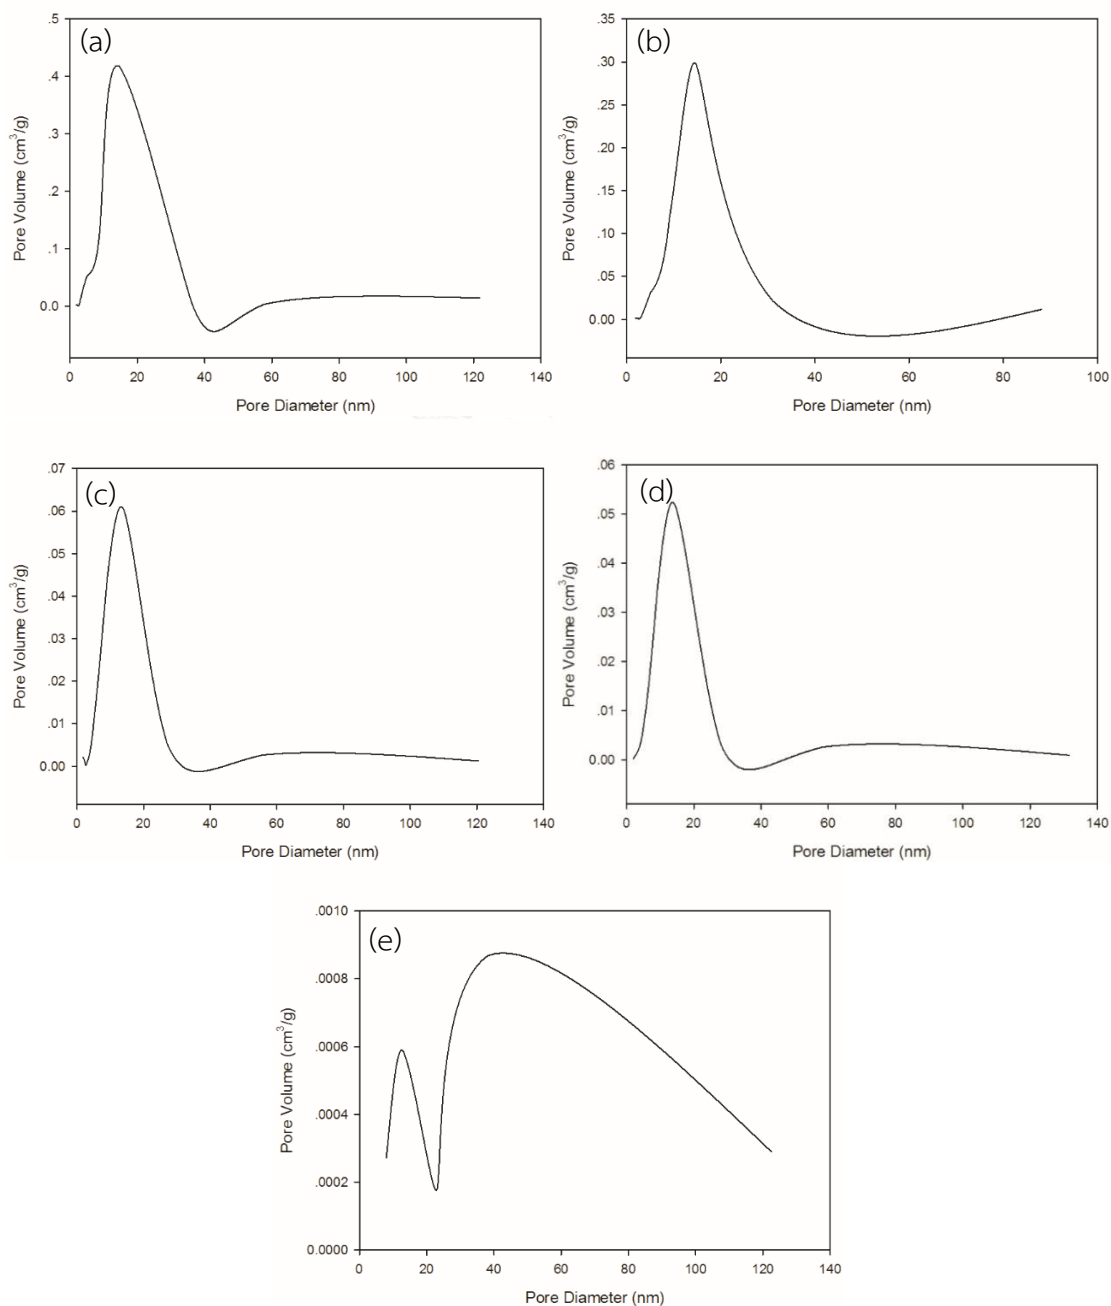 (a)
.5
.4
.3
.2
.1
0.0
Pore Volume (cm³/g)
0 20 40 60 80 100 120 140
Pore Diameter (nm)
(b)
.35
.30
.25
.20
.15
.10
.05
.00
Pore Volume (cm³/g)
0 20 40 60 80 100
Pore Diameter (nm)
(c)
.07
.06
.05
.04
.03
.02
.01
0.00
Pore Volume (cm³/g)
0 20 40 60 80 100 120 140
Pore Diameter (nm)
(d)
.06
.05
.04
.03
.02
.01
0.00
Pore Volume (cm³/g)
0 20 40 60 80 100 120 140
Pore Diameter (nm)
(e)
.0010
.0008
.0006
.0004
.0002
0.0000
Pore Volume (cm³/g)
0 20 40 60 80 100 120 140
Pore Diameter (nm)